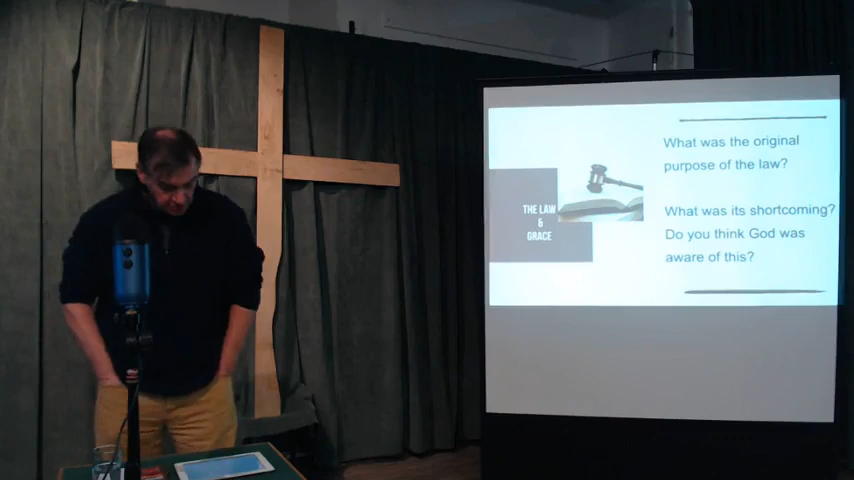 THE LAW
&
GRACE
What was the original
purpose of the law?
What was its shortcoming?
Do you think God was
aware of this?